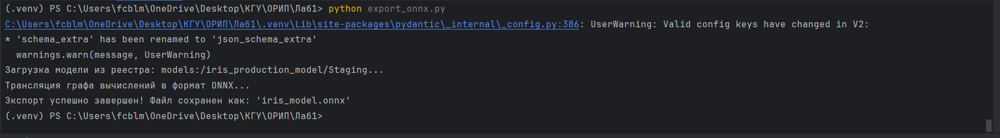 (.venv) PS C:\Users\fcblm\OneDrive\Desktop\КГУ\ОРИП\Ла61> python export_onnx.py
C:\Users\fcblm\OneDrive\Desktop\КГУ\ОРИП\Ла61\.venv\Lib\site-packages\pydantic\_internal\_config.py:386: UserWarning: Valid config keys have changed in V2:
* 'schema_extra' has been renamed to 'json_schema_extra'
  warnings.warn(message, UserWarning)
Загрузка модели из реестра: models:/iris_production_model/Staging...
Трансляция графа вычислений в формат ONNX...
Экспорт успешно завершен! Файл сохранен как: 'iris_model.onnx'
(.venv) PS C:\Users\fcblm\OneDrive\Desktop\КГУ\ОРИП\Ла61>